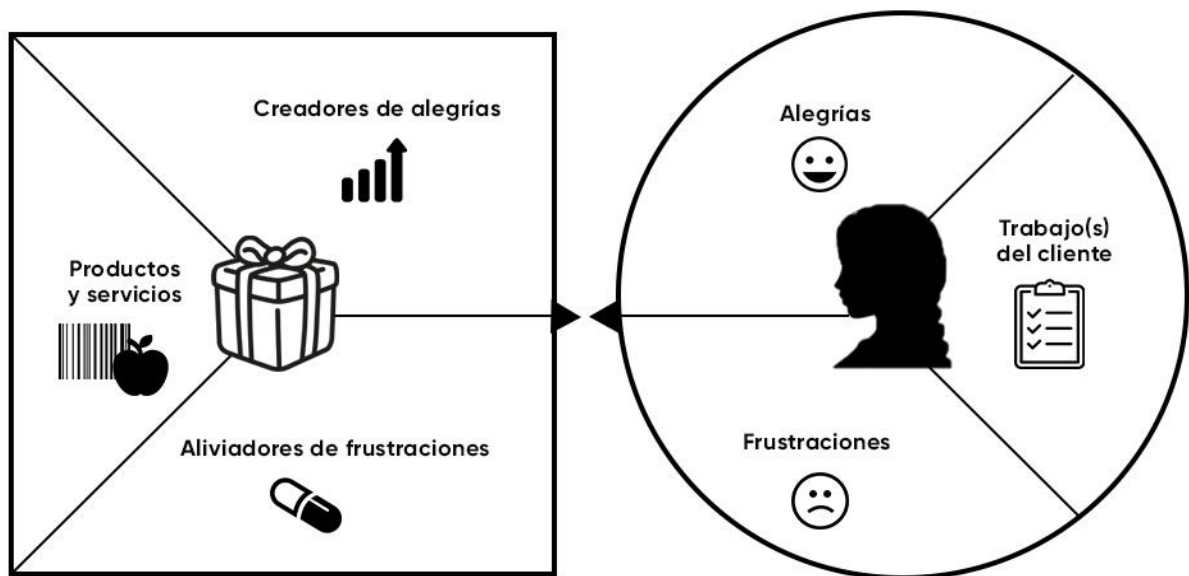 Creadores de alegrías
Productos
y servicios
Aliviadores de frustraciones
Alegrías
Trabajo(s)
del cliente
Frustraciones